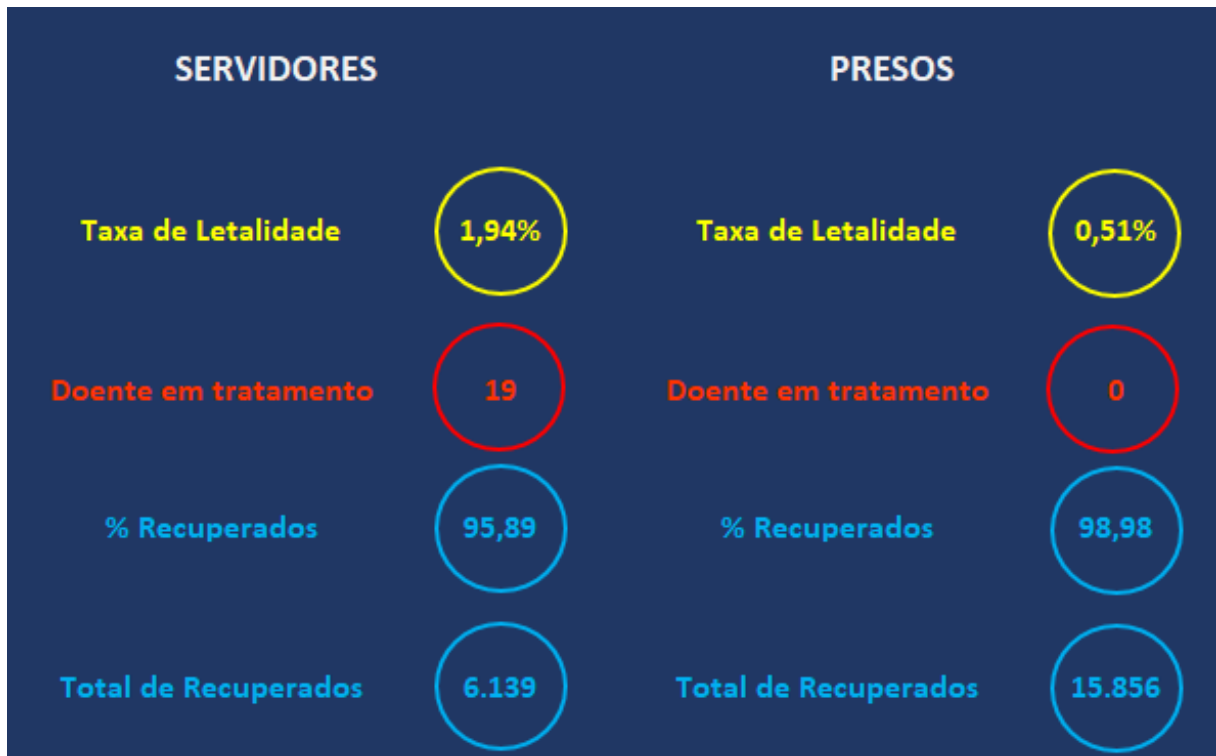 SERVIDORES PRESOS
Taxa de Letalidade 1,94% Taxa de Letalidade 0,51%
Doente em tratamento 19 Doente em tratamento 0
% Recuperados 95,89 % Recuperados 98,98
Total de Recuperados 6.139 Total de Recuperados 15.856